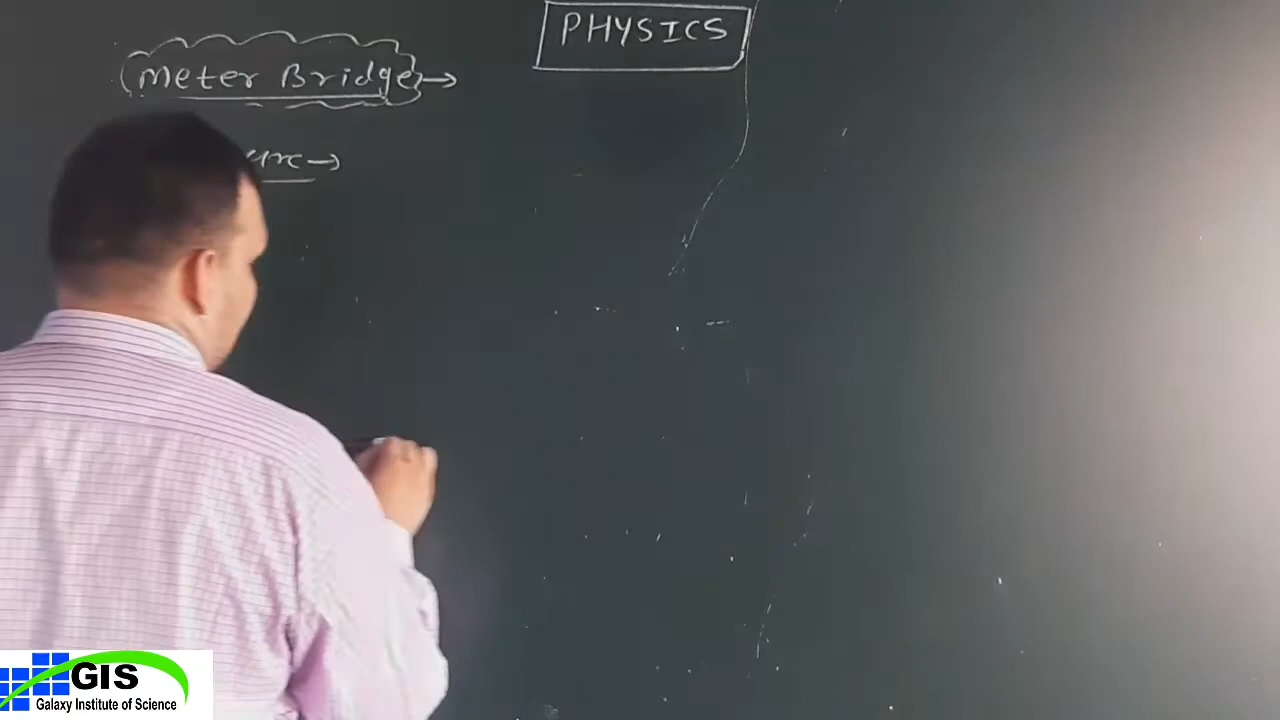 PHYSICS
Meter Bridge →
GIS
Galaxy Institute of Science